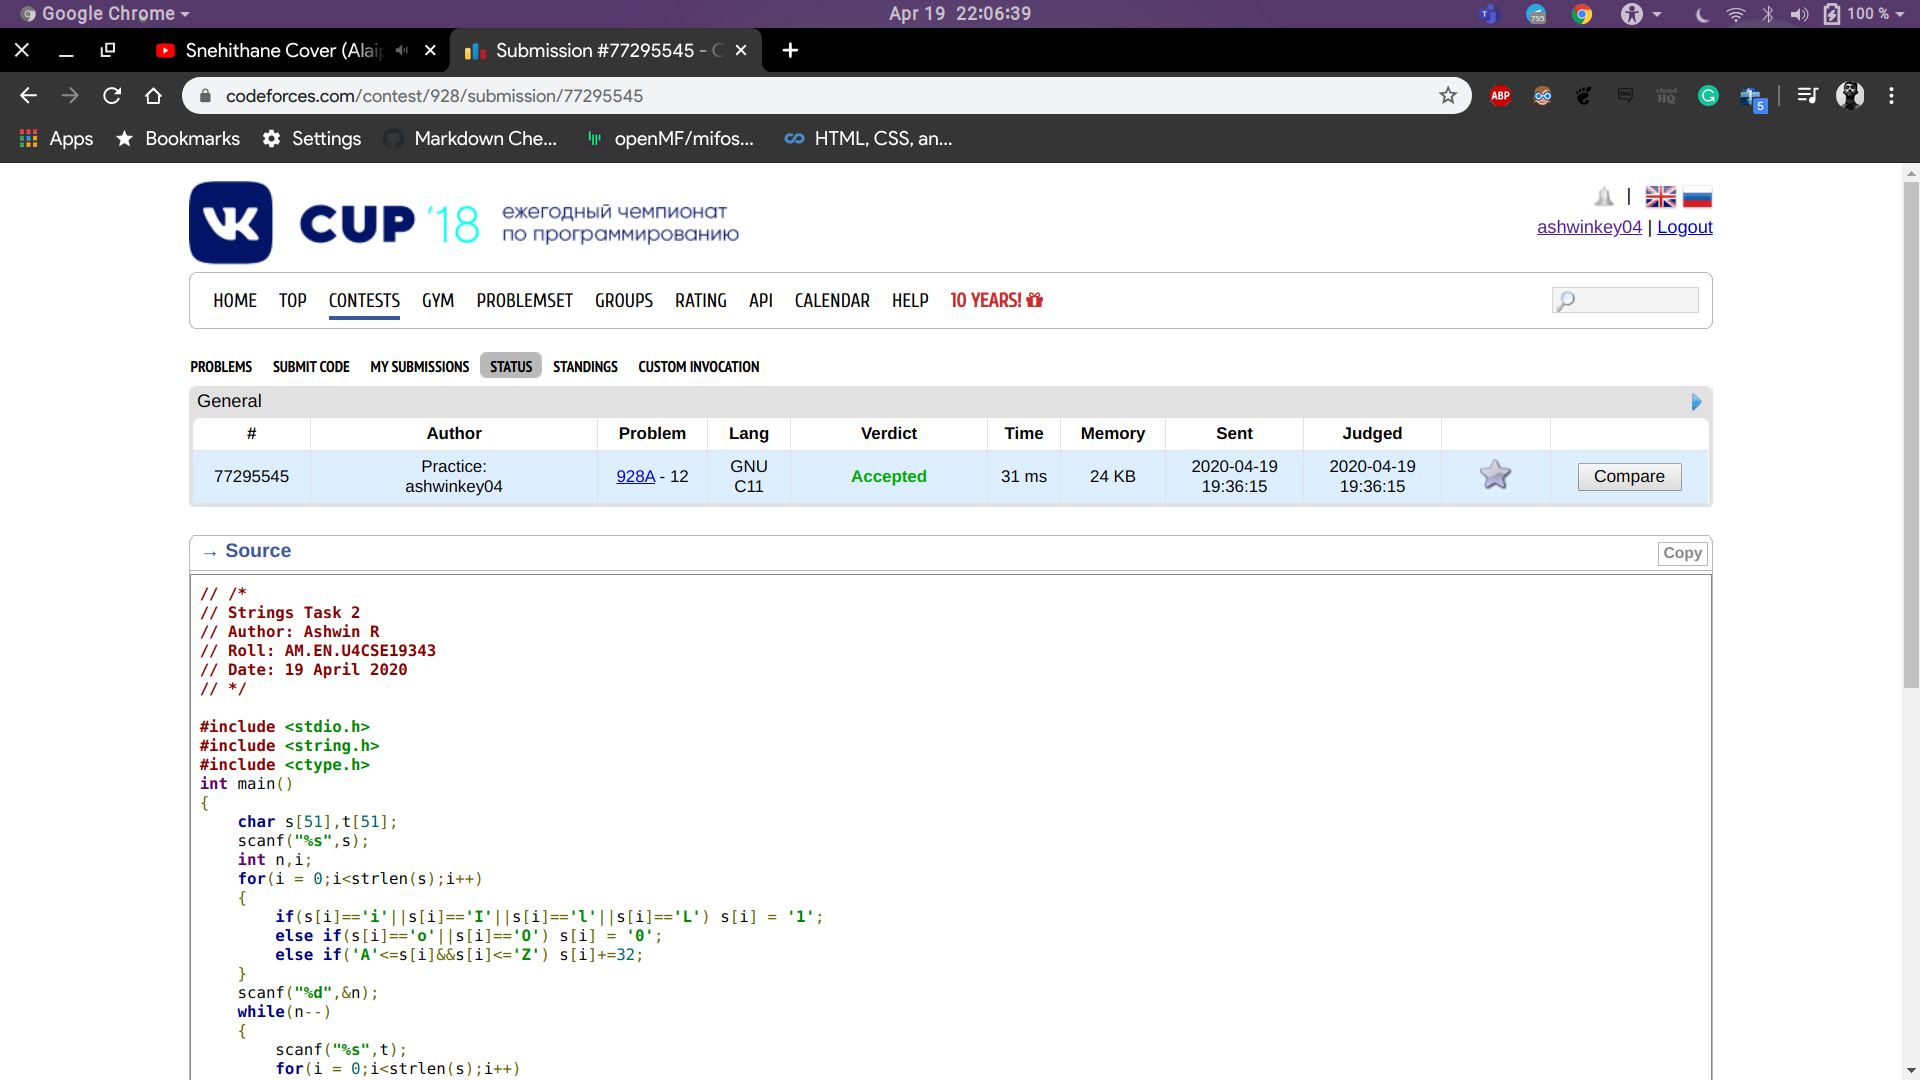 Google Chrome
Apr 19 22:06:39
795
100 %
Snehithane Cover (Alaip
Submission #77295545 - C
codeforces.com/contest/928/submission/77295545
ABP
cloud HQ
5
Apps
Bookmarks
Settings
Markdown Che...
openMF/mifos...
HTML, CSS, an...
VK
CUP '18
ежегодный чемпионат
по программированию
|
ashwinkey04 | Logout
HOME TOP CONTESTS GYM PROBLEMSET GROUPS RATING API CALENDAR HELP 10 YEARS!
PROBLEMS SUBMIT CODE MY SUBMISSIONS STATUS STANDINGS CUSTOM INVOCATION
General
# Author Problem Lang Verdict Time Memory Sent Judged
77295545 Practice: ashwinkey04 928A - 12 GNU C11 Accepted 31 ms 24 KB 2020-04-19 19:36:15 2020-04-19 19:36:15 Compare
→ Source
Copy
// /*
// Strings Task 2
// Author: Ashwin R
// Roll: AM.EN.U4CSE19343
// Date: 19 April 2020
// */
#include <stdio.h>
#include <string.h>
#include <ctype.h>
int main()
{
char s[51],t[51];
scanf("%s",s);
int n,i;
for(i = 0;i<strlen(s);i++)
{
if(s[i]=='i'||s[i]=='I'||s[i]=='l'||s[i]=='L') s[i] = '1';
else if(s[i]=='o'||s[i]=='O') s[i] = '0';
else if('A'<=s[i]&&s[i]<='Z') s[i]+=32;
}
scanf("%d",&n);
while(n--)
{
scanf("%s",t);
for(i = 0;i<strlen(s);i++)